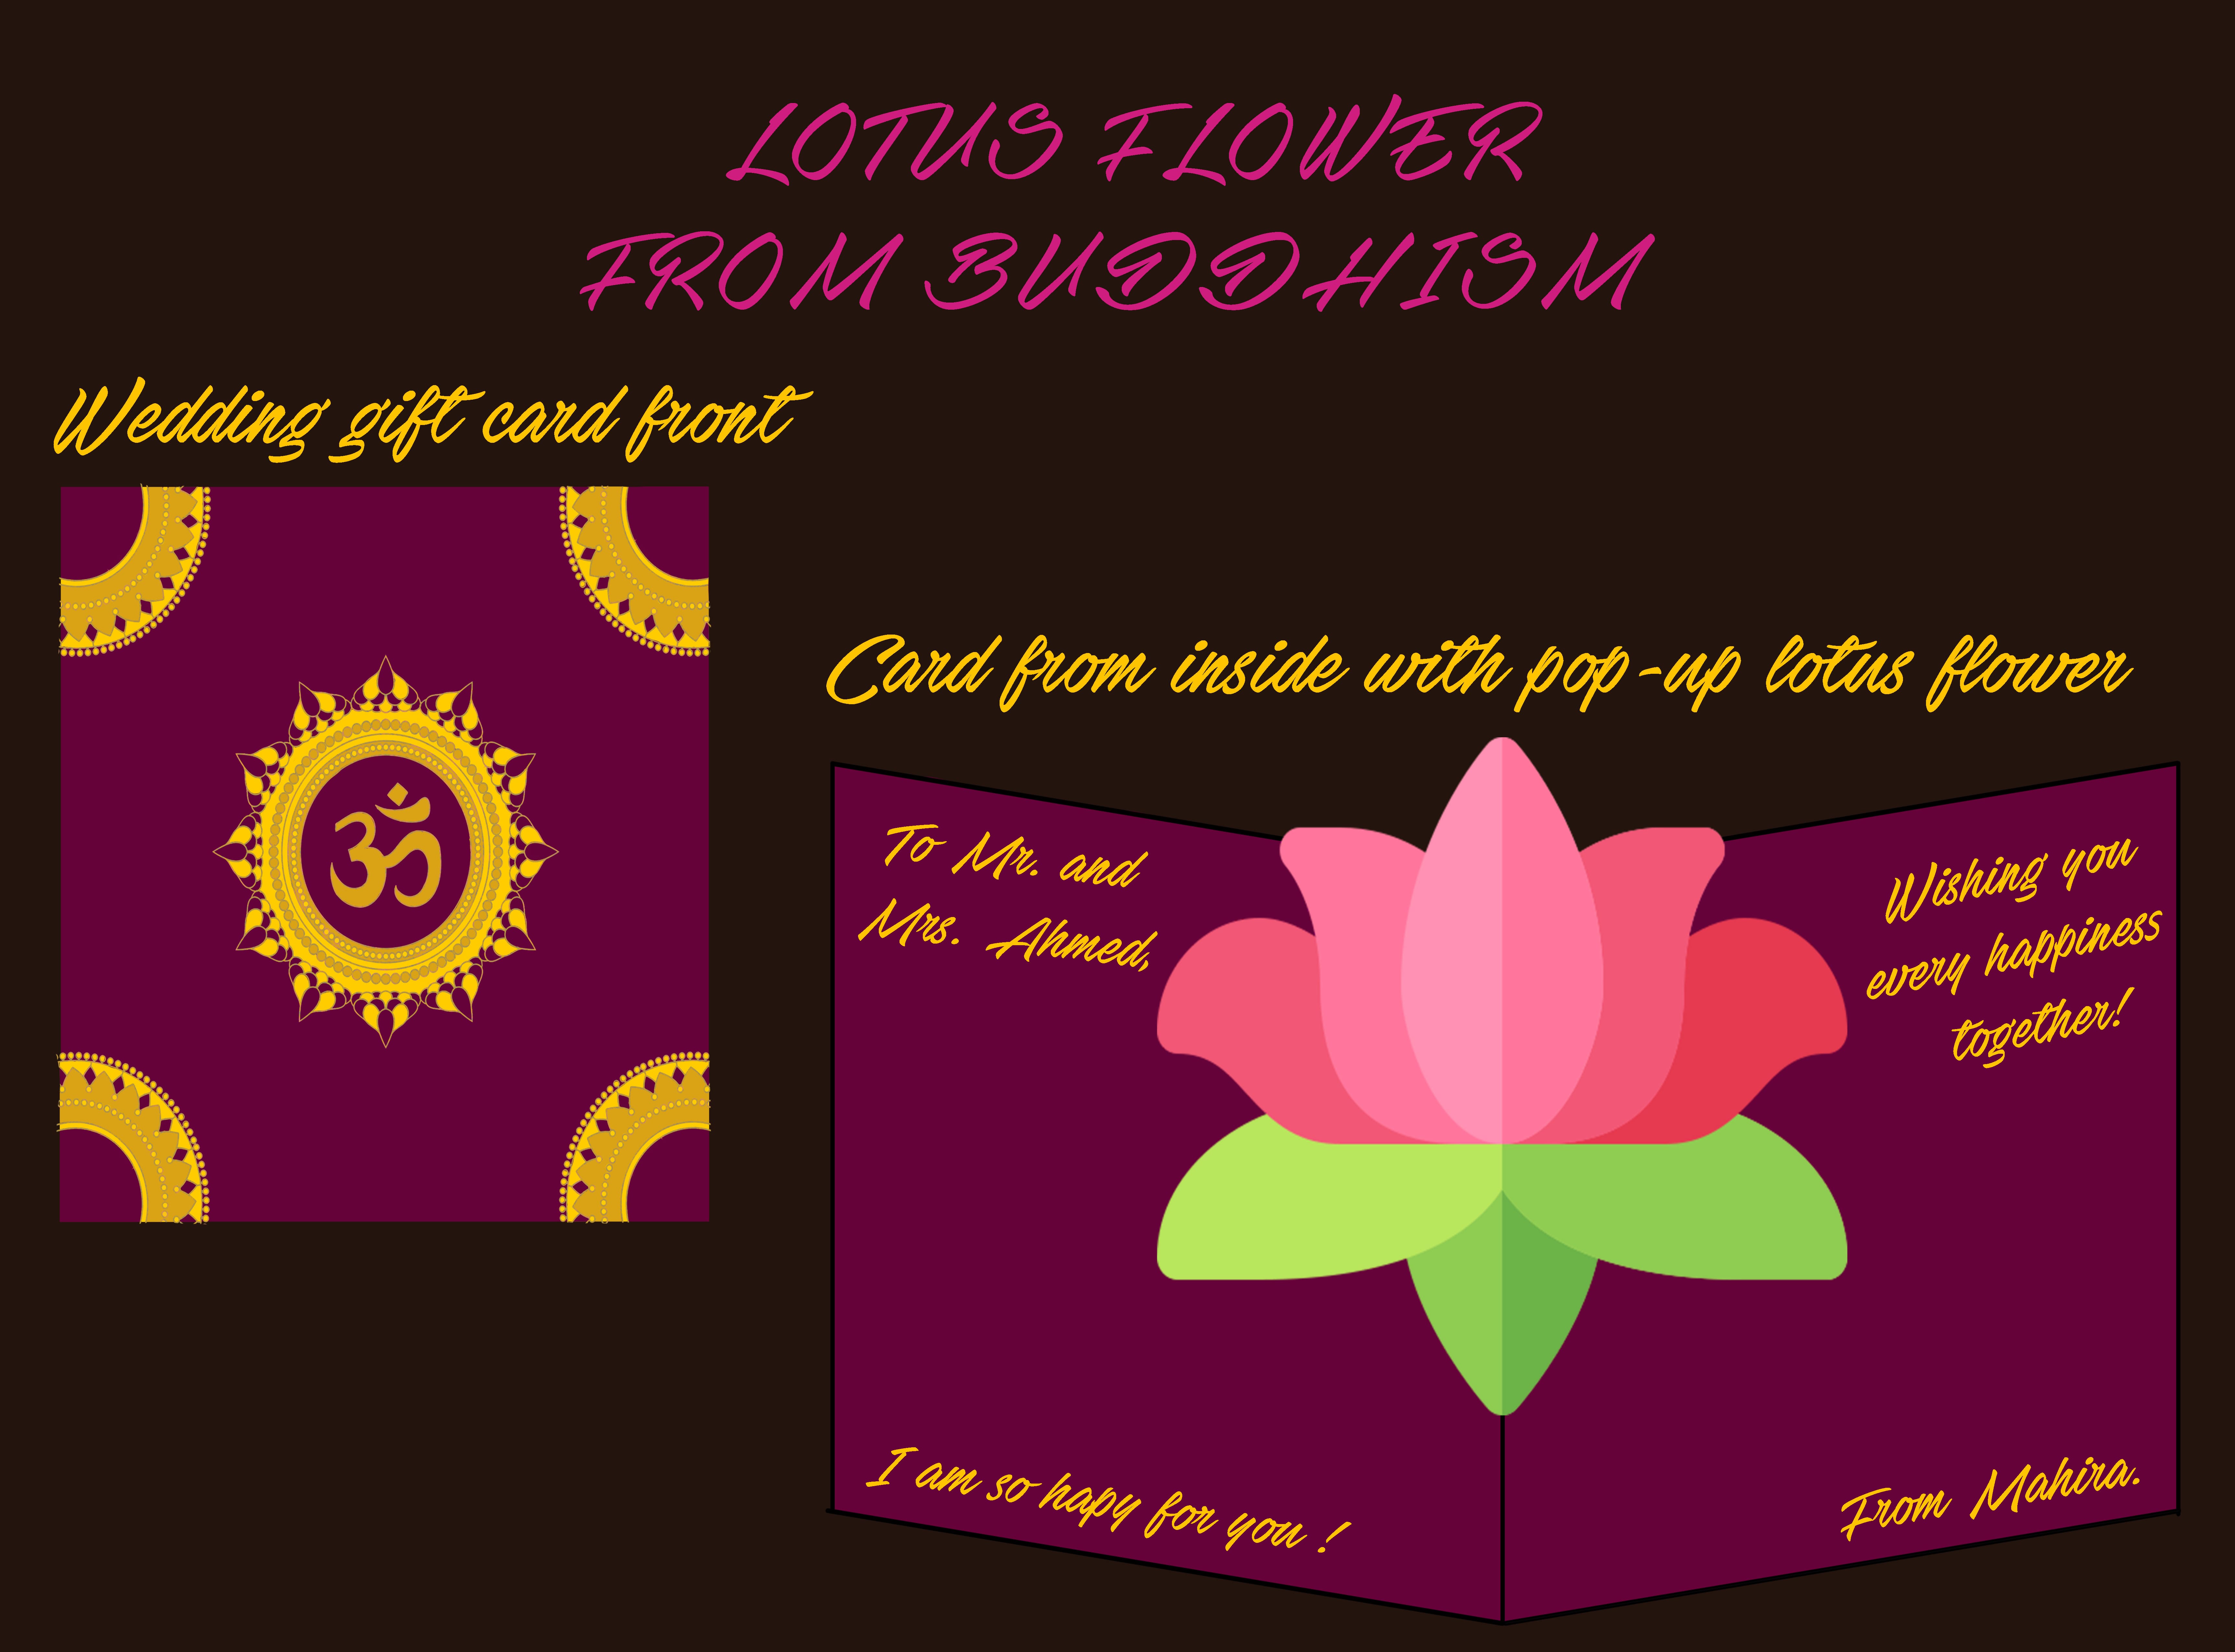 LOTUS FLOWER
FROM BUDDHISM
Wedding gift card front
ॐ
Card from inside with pop-up lotus flower
To Mr. and
Mrs. Ahmed,
I am so hapy for you !
Wishing you
every happiness
together!
From Mahira.